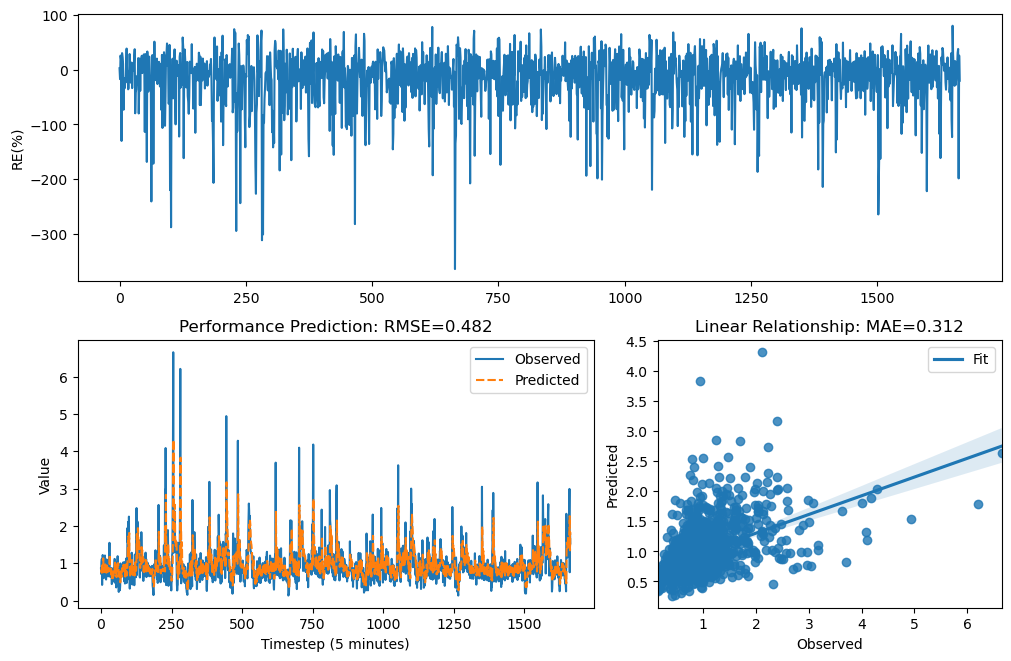 100
0
−100
−200
−300
RE(%)
0 250 500 750 1000 1250 1500
Performance Prediction: RMSE=0.482
Observed
Predicted
6
5
4
3
2
1
0
Value
0 250 500 750 1000 1250 1500
Timestep (5 minutes)
Linear Relationship: MAE=0.312
Fit
4.5
4.0
3.5
3.0
2.5
2.0
1.5
1.0
0.5
Predicted
1 2 3 4 5 6
Observed